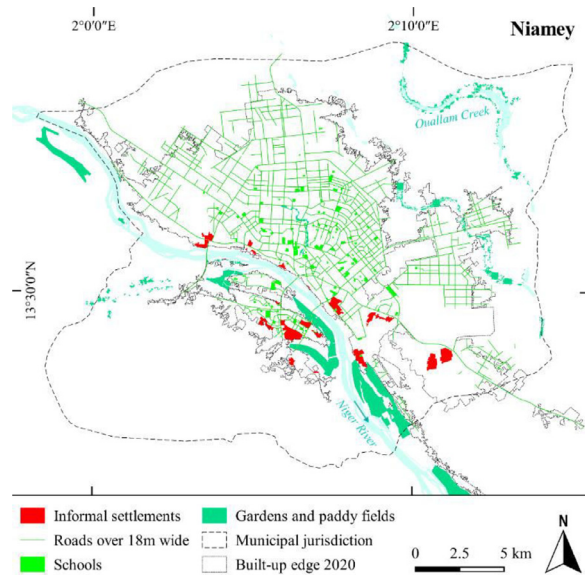 2°0'0"E
2°10'0"E
Niamey
Ouallam Creek
13°30'0"N
Niger River
Informal settlements
Roads over 18m wide
Schools
Gardens and paddy fields
Municipal jurisdiction
Built-up edge 2020
N
0 2.5 5 km